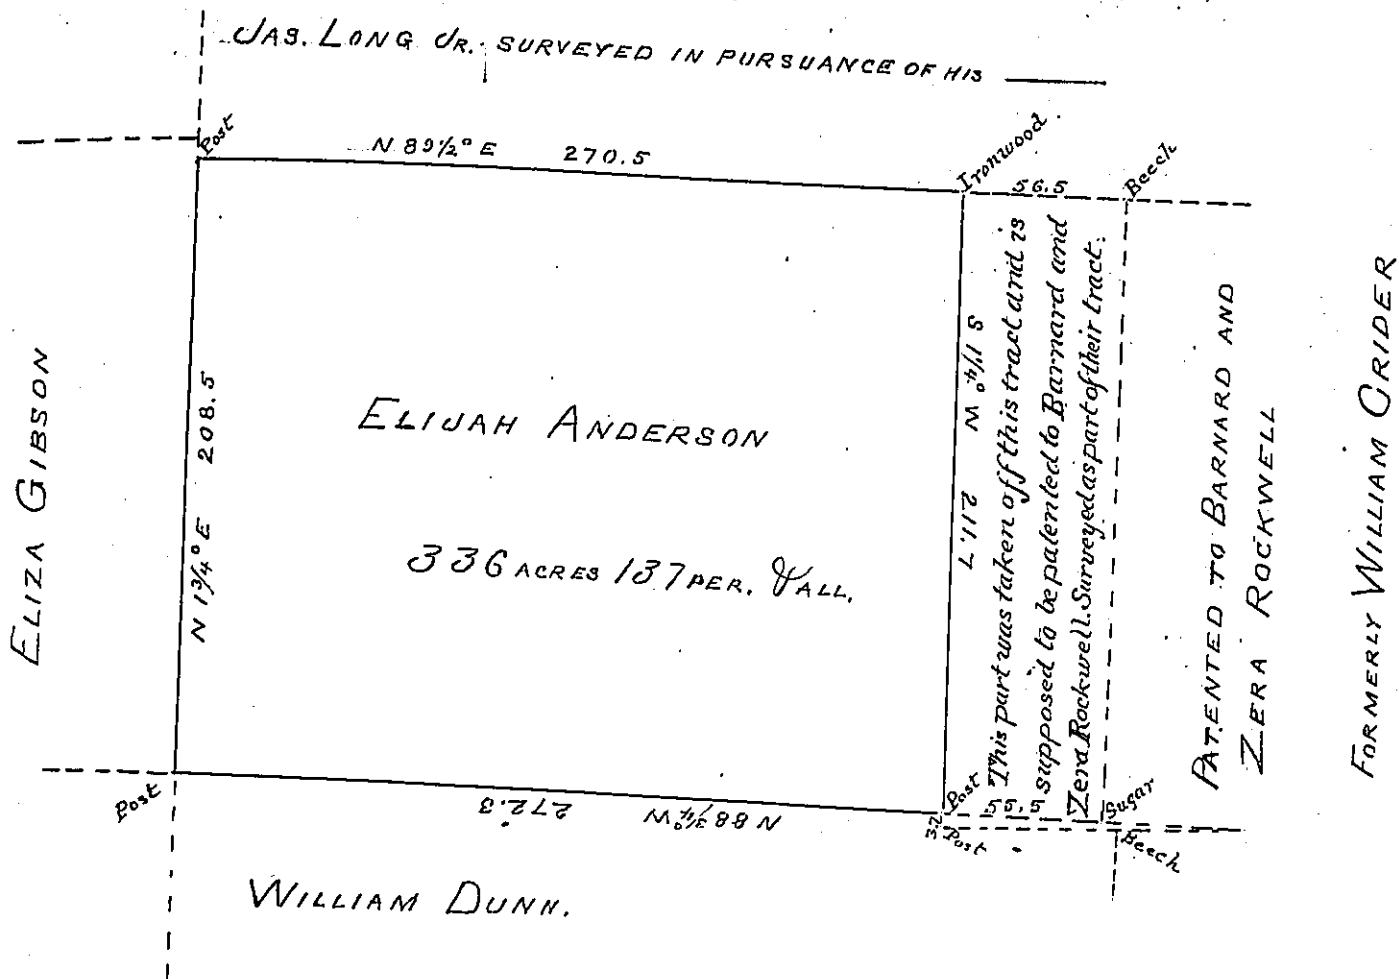 JAS. LONG JR. SURVEYED IN PURSUANCE OF HIS
Post
N 89½° E 270.5
Ironwood
56.5
Beech
ELIZA GIBSON
N 1¾° E 208.5
ELIJAH ANDERSON
336 ACRES 137 PER. & ALL.
S 1¼° W 211.7
This part was taken off this tract and is
supposed to be patented to Barnard and
Zera Rockwell. Surveyed as part of their tract.
PATENTED TO BARNARD AND
ZERA ROCKWELL
FORMERLY WILLIAM GRIDER
Post
N 88¾° W 272.3
Post
55.5
Sugar
3.2
Post
Beech
WILLIAM DUNN.